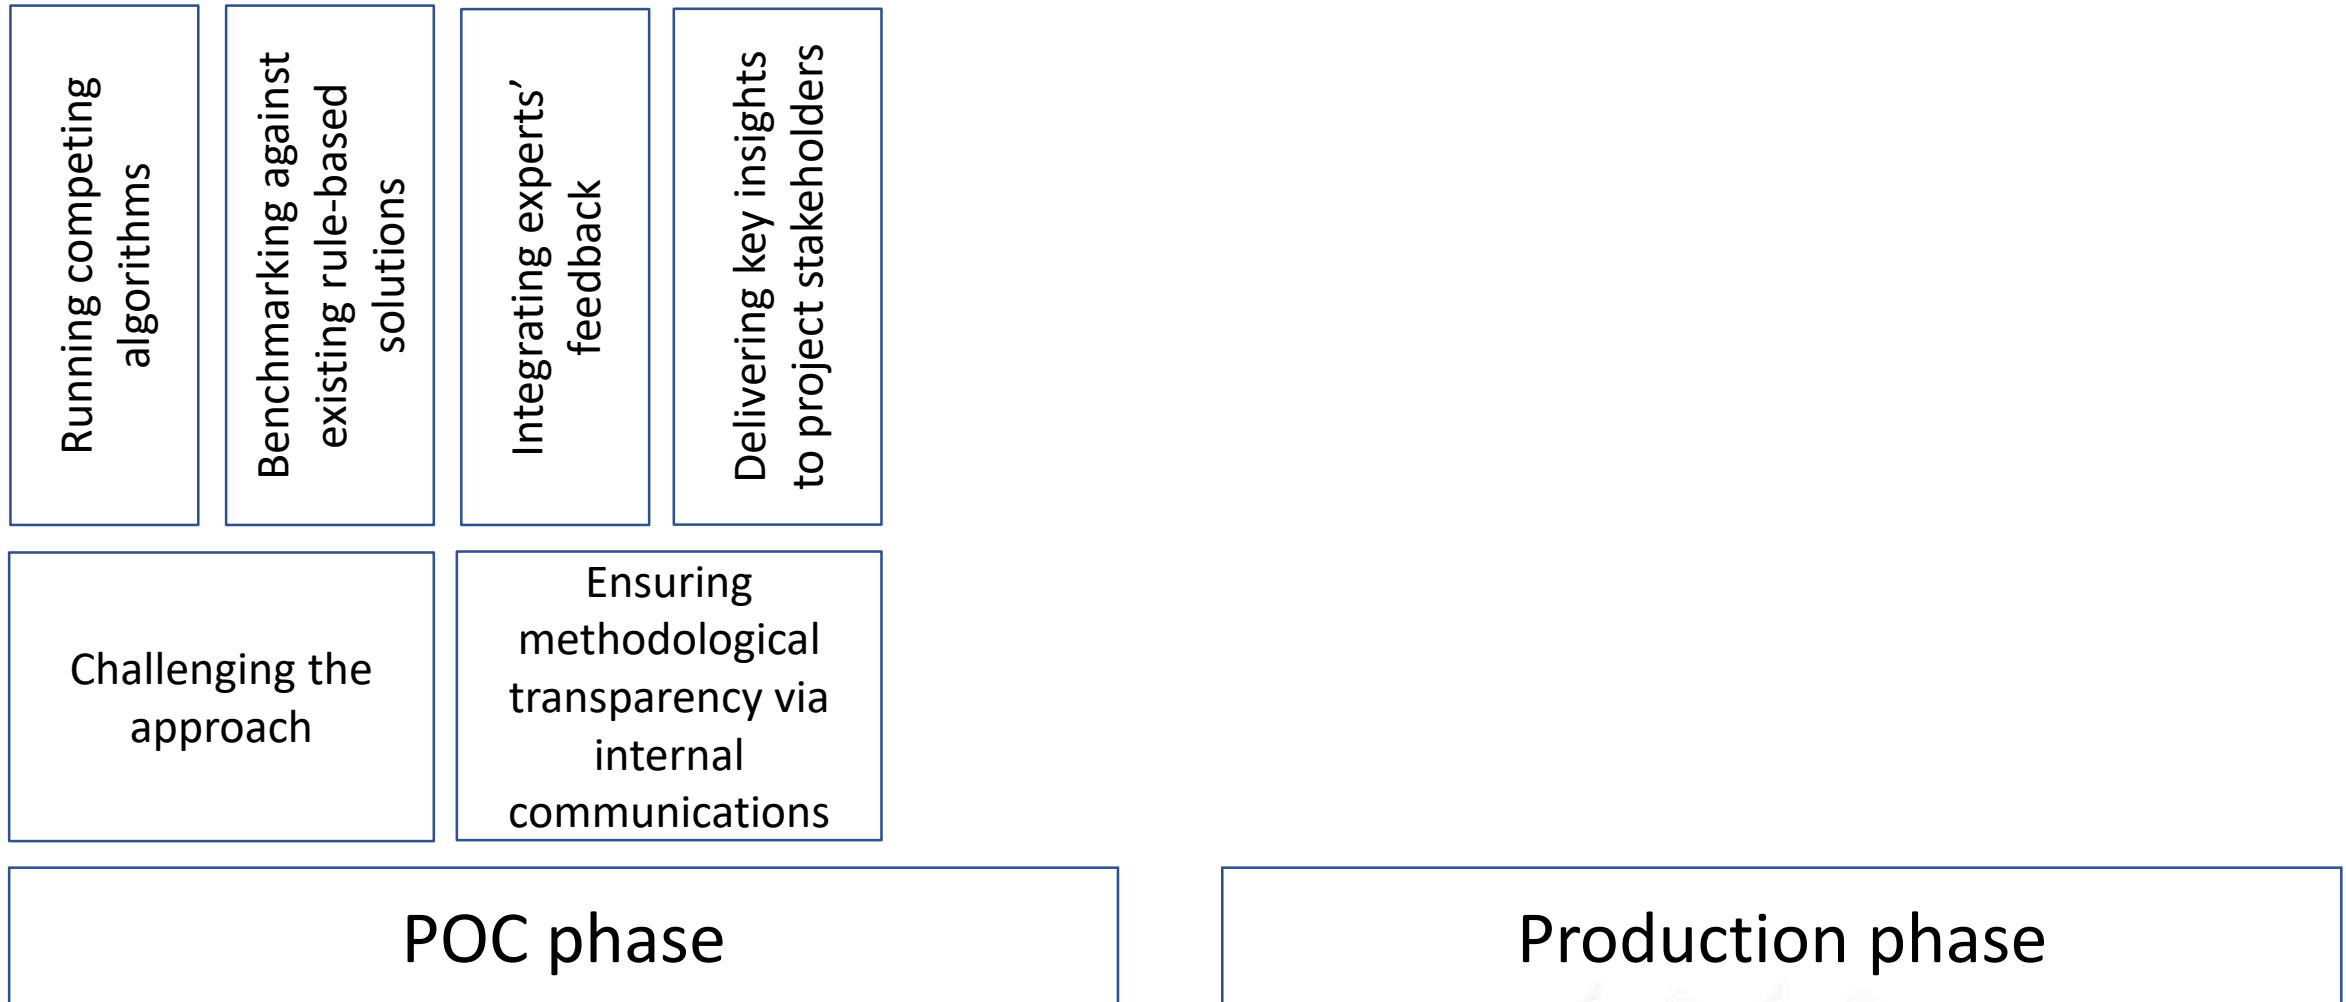 Running competing
algorithms
Benchmarking against
existing rule-based
solutions
Integrating experts’
feedback
Delivering key insights
to project stakeholders
Challenging the
approach
Ensuring
methodological
transparency via
internal
communications
POC phase
Production phase